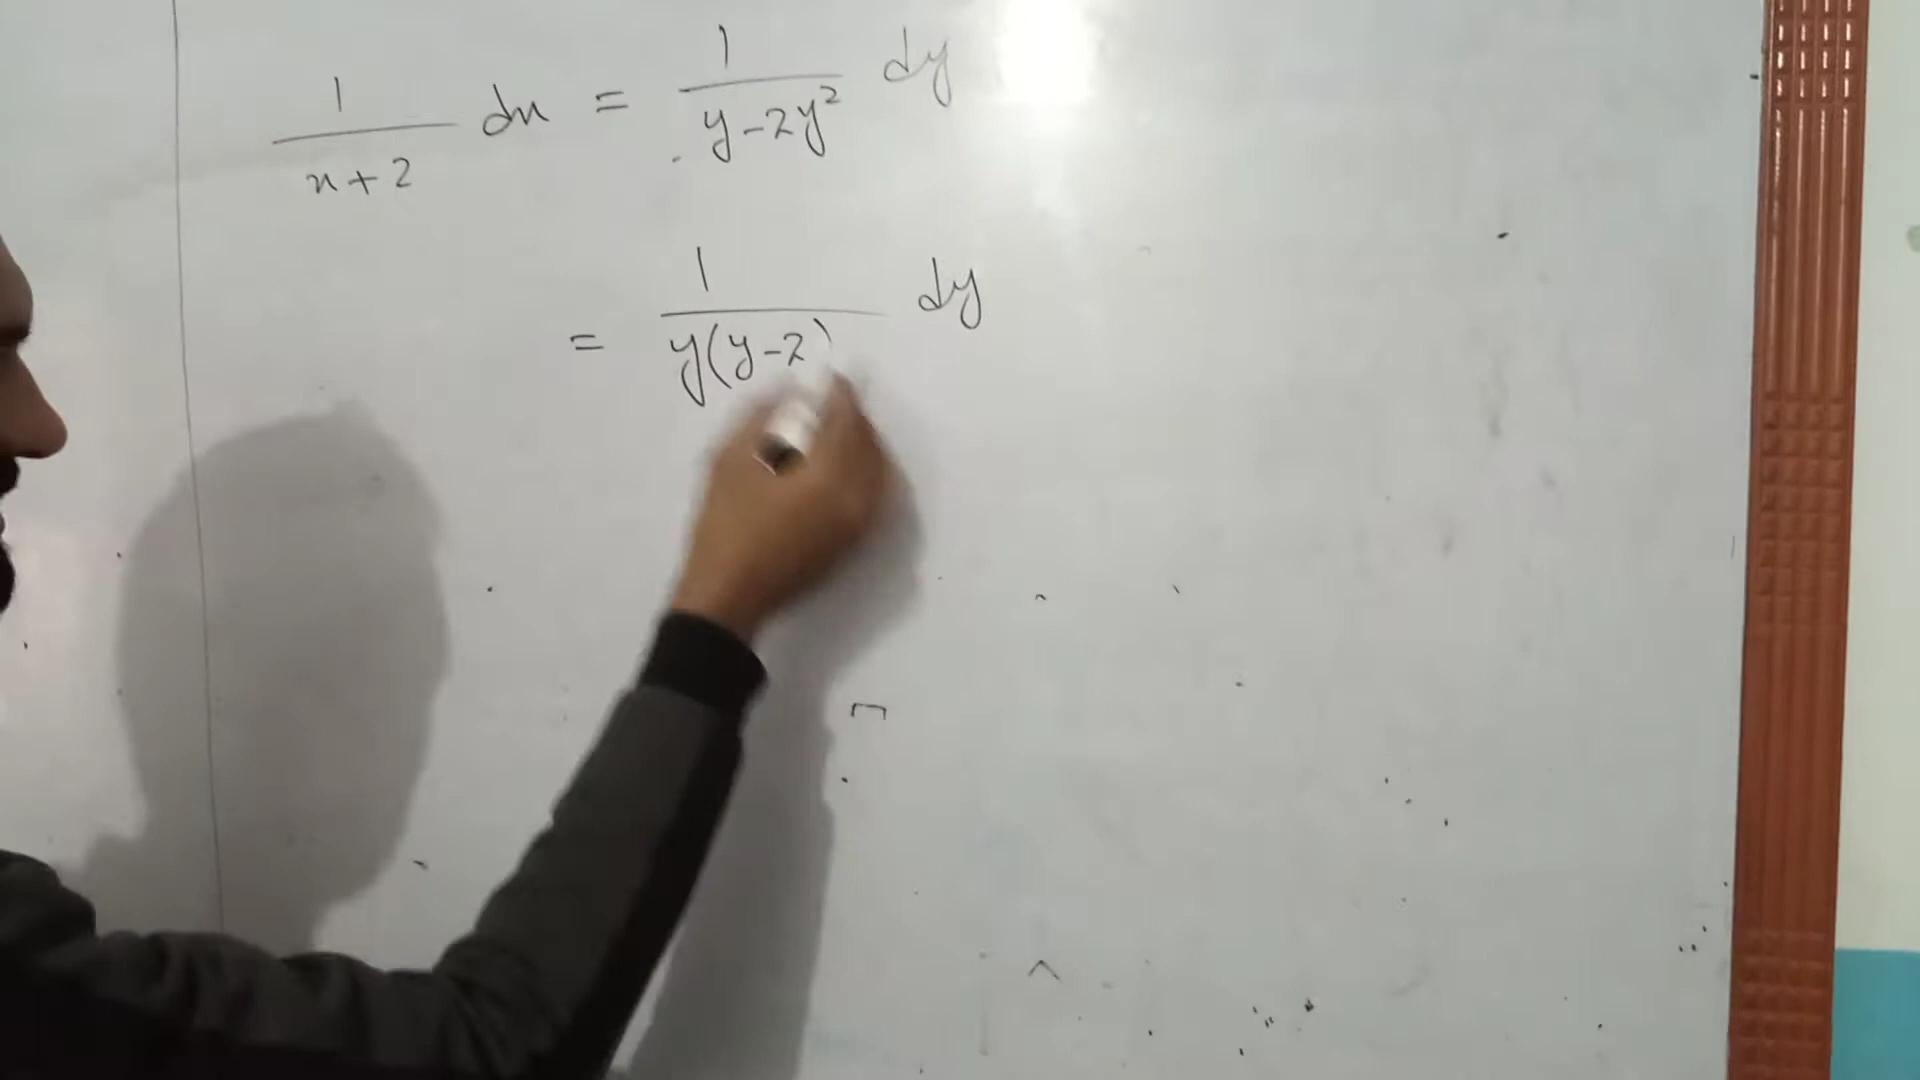 1/(x+2) dx = 1/(y-2y²) dy
= 1/(y(y-2)) dy